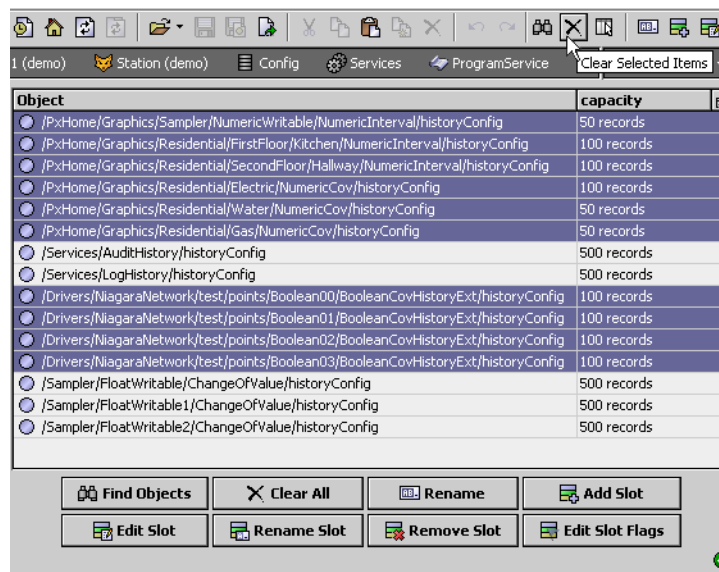 1 (demo) Station (demo) Config Services ProgramService Clear Selected Items
Object capacity
/PxHome/Graphics/Sampler/NumericWritable/NumericInterval/historyConfig 50 records
/PxHome/Graphics/Residential/FirstFloor/Kitchen/NumericInterval/historyConfig 100 records
/PxHome/Graphics/Residential/SecondFloor/Hallway/NumericInterval/historyConfig 100 records
/PxHome/Graphics/Residential/Electric/NumericCov/historyConfig 100 records
/PxHome/Graphics/Residential/Water/NumericCov/historyConfig 50 records
/PxHome/Graphics/Residential/Gas/NumericCov/historyConfig 50 records
/Services/AuditHistory/historyConfig 500 records
/Services/LogHistory/historyConfig 500 records
/Drivers/NiagaraNetwork/test/points/Boolean00/BooleanCovHistoryExt/historyConfig 100 records
/Drivers/NiagaraNetwork/test/points/Boolean01/BooleanCovHistoryExt/historyConfig 100 records
/Drivers/NiagaraNetwork/test/points/Boolean02/BooleanCovHistoryExt/historyConfig 100 records
/Drivers/NiagaraNetwork/test/points/Boolean03/BooleanCovHistoryExt/historyConfig 100 records
/Sampler/FloatWritable/ChangeOfValue/historyConfig 500 records
/Sampler/FloatWritable1/ChangeOfValue/historyConfig 500 records
/Sampler/FloatWritable2/ChangeOfValue/historyConfig 500 records
Find Objects Clear All Rename Add Slot
Edit Slot Rename Slot Remove Slot Edit Slot Flags